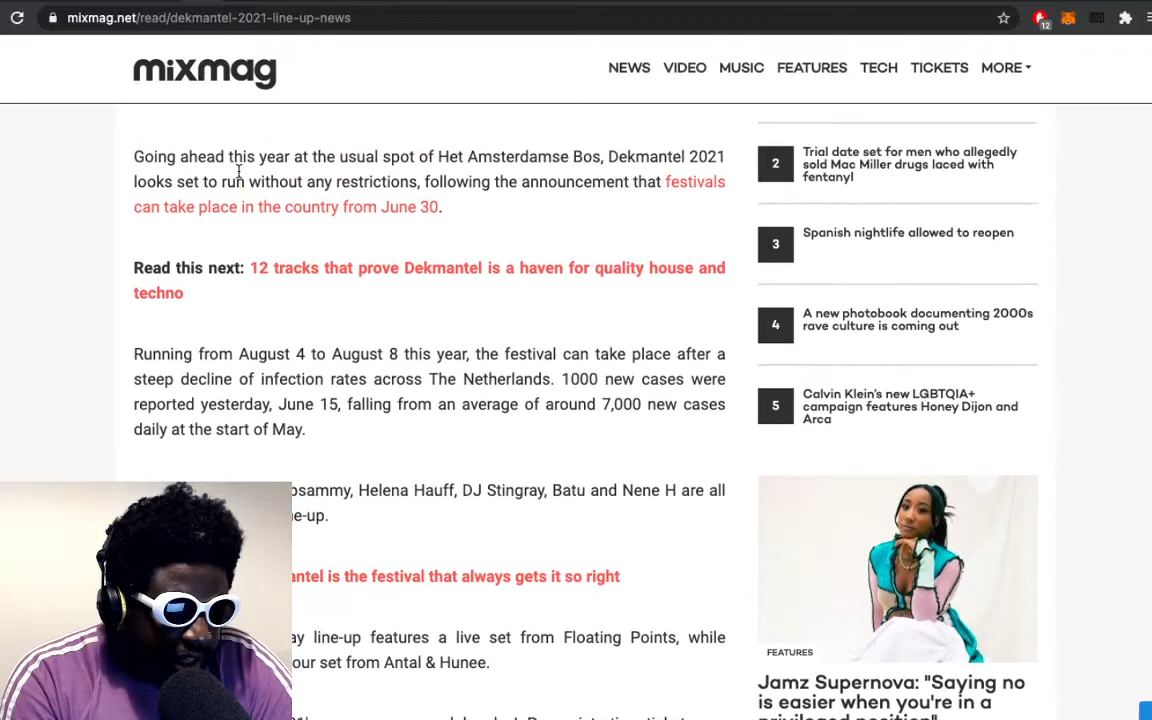 mixmag.net/read/dekmantel-2021-line-up-news
12
mixmag
NEWS VIDEO MUSIC FEATURES TECH TICKETS MORE
Going ahead this year at the usual spot of Het Amsterdamse Bos, Dekmantel 2021
looks set to run without any restrictions, following the announcement that festivals
can take place in the country from June 30.
Read this next: 12 tracks that prove Dekmantel is a haven for quality house and
techno
Running from August 4 to August 8 this year, the festival can take place after a
steep decline of infection rates across The Netherlands. 1000 new cases were
reported yesterday, June 15, falling from an average of around 7,000 new cases
daily at the start of May.
Helena Hauff, DJ Stingray, Batu and Nene H are all
is the festival that always gets it so right
line-up features a live set from Floating Points, while
set from Antal & Hunee.
2
Trial date set for men who allegedly
sold Mac Miller drugs laced with
fentanyl
3
Spanish nightlife allowed to reopen
4
A new photobook documenting 2000s
rave culture is coming out
5
Calvin Klein's new LGBTQIA+
campaign features Honey Dijon and
Arca
FEATURES
Jamz Supernova: "Saying no
is easier when you're in a
privileged position"